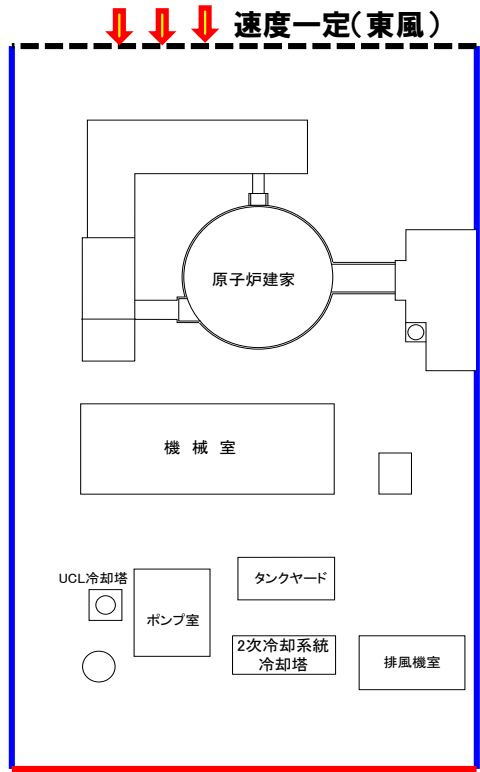 速度一定(東風)
原子炉建家
機 械 室
UCL冷却塔
タンクヤード
ポンプ室
2次冷却系統
冷却塔
排風機室